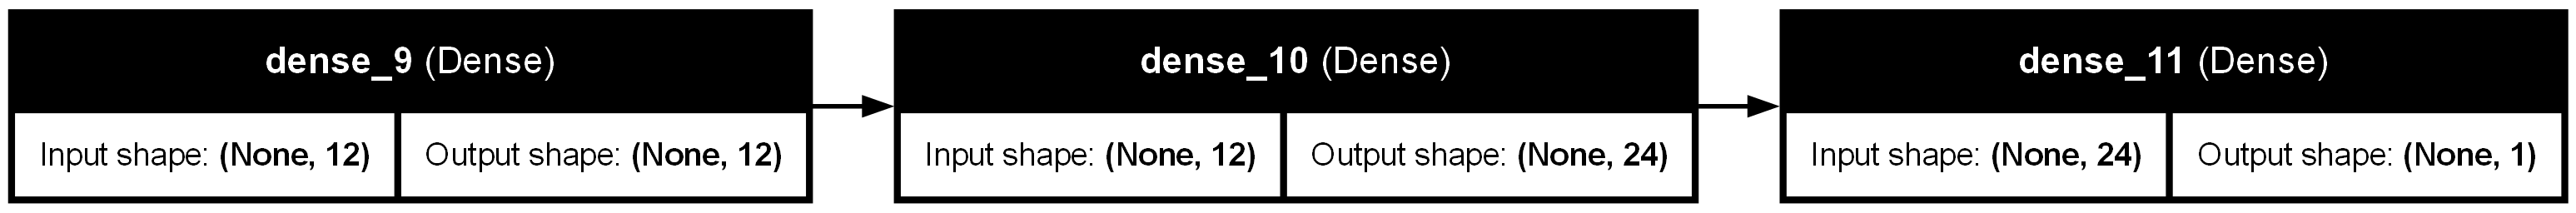 dense_9 (Dense)
Input shape: (None, 12)
Output shape: (None, 12)
dense_10 (Dense)
Input shape: (None, 12)
Output shape: (None, 24)
dense_11 (Dense)
Input shape: (None, 24)
Output shape: (None, 1)